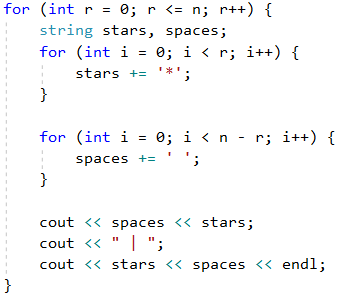 for (int r = 0; r <= n; r++) {
    string stars, spaces;
    for (int i = 0; i < r; i++) {
        stars += '*';
    }

    for (int i = 0; i < n - r; i++) {
        spaces += ' ';
    }

    cout << spaces << stars;
    cout << " | ";
    cout << stars << spaces << endl;
}